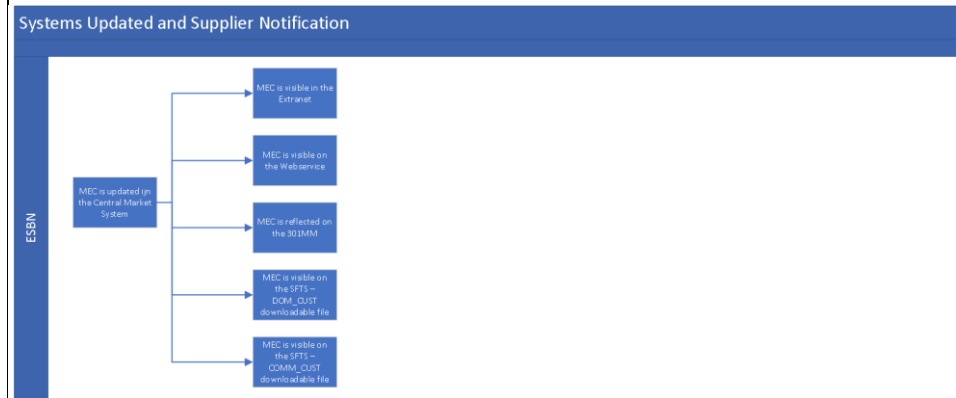 Systems Updated and Supplier Notification
ESBN
MEC is updated ijn
the Central Market
System
MEC is visible in the
Extranet
MEC is visible on
the Webservice
MEC is reflected on
the 301MM
MEC is visible on
the SFTS –
DOM_CUST
downloadable file
MEC is visible on
the SFTS –
COMM_CUST
downloadable file